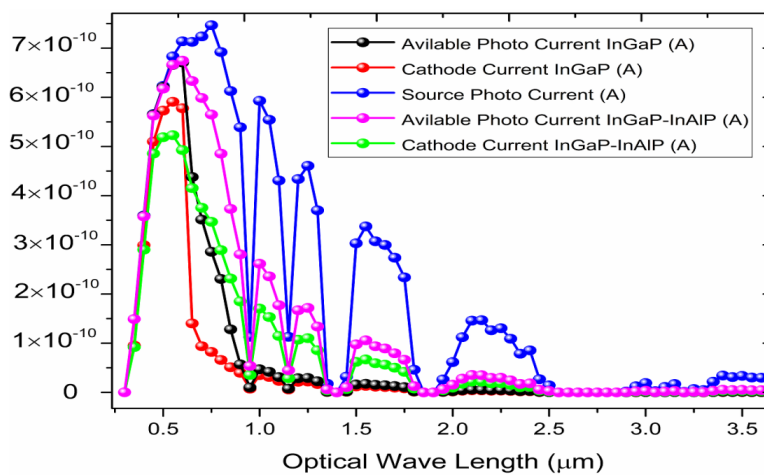 7×10-10
6×10-10
5×10-10
4×10-10
3×10-10
2×10-10
1×10-10
0
Avilable Photo Current InGaP (A)
Cathode Current InGaP (A)
Source Photo Current (A)
Avilable Photo Current InGaP-InAlP (A)
Cathode Current InGaP-InAlP (A)
0.5 1.0 1.5 2.0 2.5 3.0 3.5
Optical Wave Length (μm)